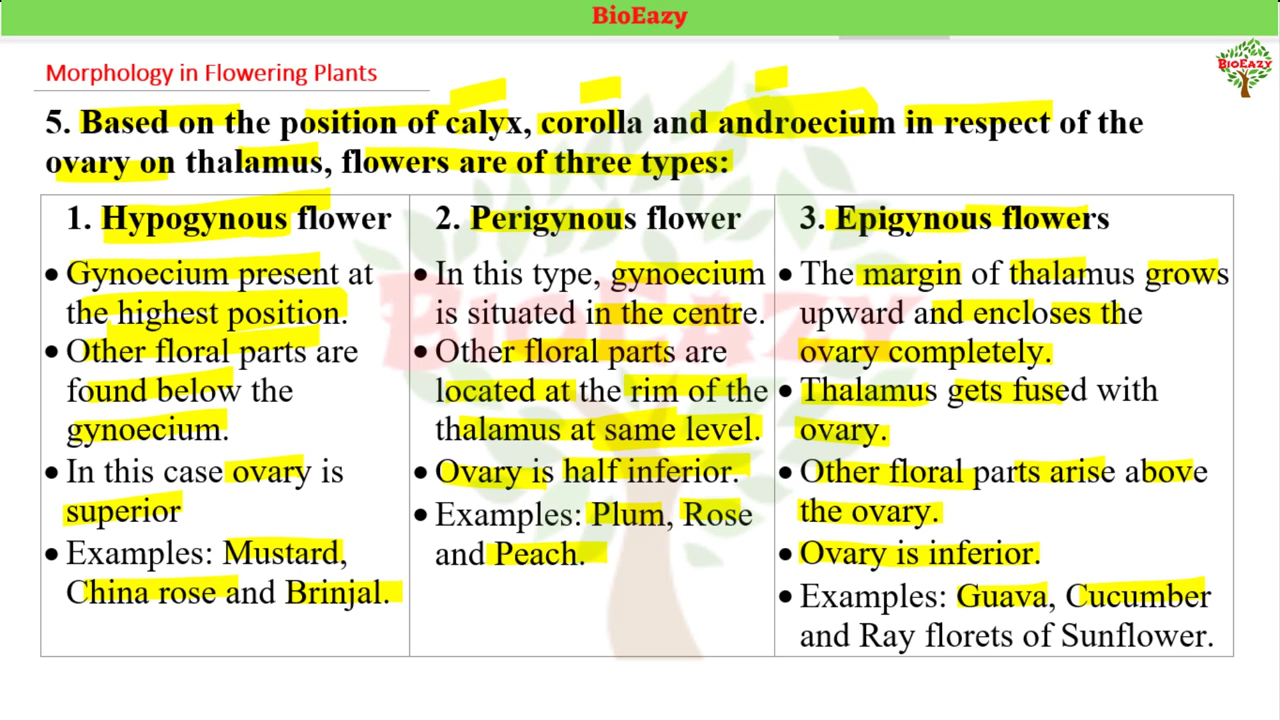 BioEazy
BIOEAZY
Morphology in Flowering Plants
5. Based on the position of calyx, corolla and androecium in respect of the
ovary on thalamus, flowers are of three types:
1. Hypogynous flower
• Gynoecium present at
the highest position.
• Other floral parts are
found below the
gynoecium.
• In this case ovary is
superior
• Examples: Mustard,
China rose and Brinjal.
2. Perigynous flower
• In this type, gynoecium
is situated in the centre.
• Other floral parts are
located at the rim of the
thalamus at same level.
• Ovary is half inferior.
• Examples: Plum, Rose
and Peach.
3. Epigynous flowers
• The margin of thalamus grows
upward and encloses the
ovary completely.
• Thalamus gets fused with
ovary.
• Other floral parts arise above
the ovary.
• Ovary is inferior.
• Examples: Guava, Cucumber
and Ray florets of Sunflower.
BIOEAZY